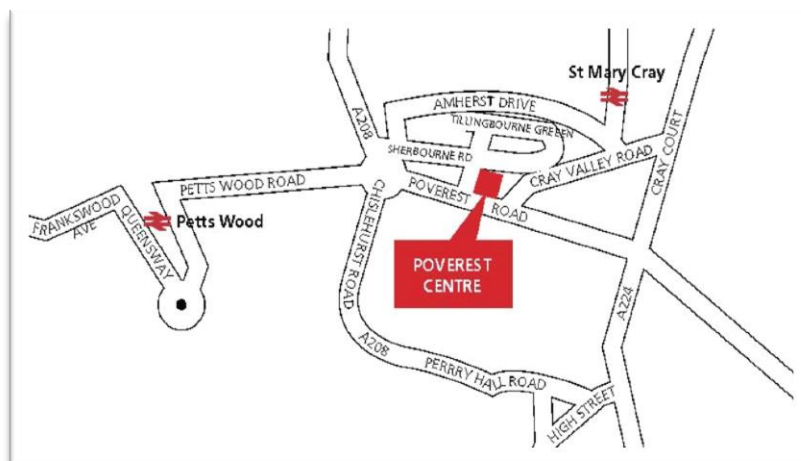 St Mary Cray
AMHERST DRIVE
TILLINGBOURNE GREEEN
A208
SHERBOURNE RD
CRAY VALLEY ROAD
CRAY COURT
PETTS WOOD ROAD
POVEREST ROAD
FRANKSWOOD
AVE
QUEENSWAY
Petts Wood
CHISLEHURST ROAD
POVEREST
CENTRE
A224
A208
PERRRY HALL ROAD
HIGH STREET